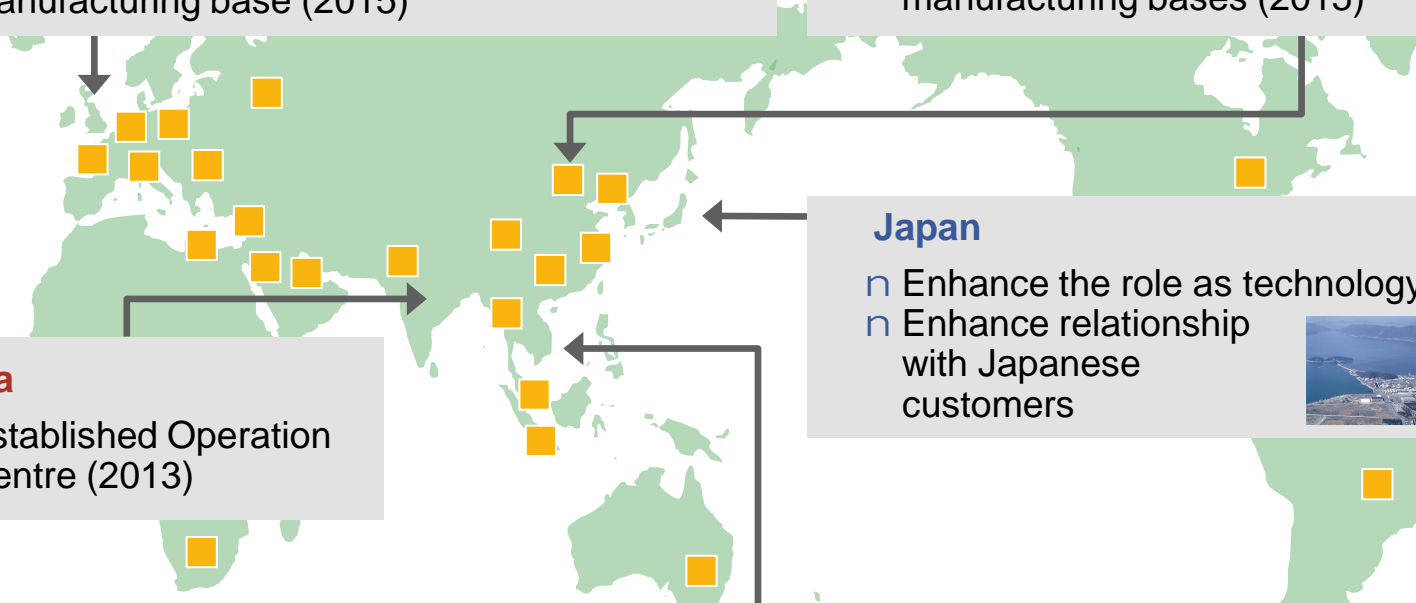 manufacturing base (2015)
manufacturing bases (2015)
Japan
n Enhance the role as technology
n Enhance relationship
with Japanese
customers
a
stablished Operation
entre (2013)